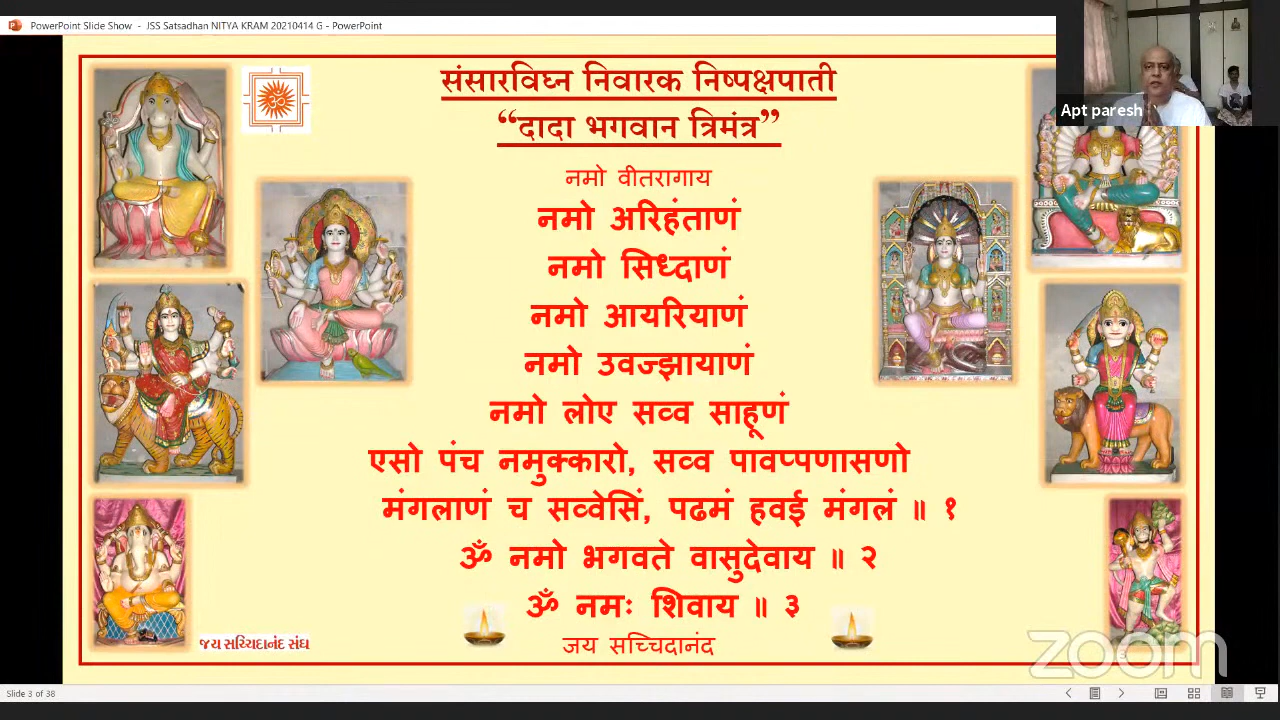 PowerPoint Slide Show - JSS Satsadhan NITYA KRAM 20210414 G - PowerPoint
Apt paresh
संसारविघ्न निवारक निष्पक्षपाती
“दादा भगवान त्रिमंत्र”
नमो वीतरागाय
नमो अरिहंताणं
नमो सिध्दाणं
नमो आयरियाणं
नमो उवज्झायाणं
नमो लोए सव्व साहूणं
एसो पंच नमुक्कारो, सव्व पावप्पणासणो
मंगलाणं च सव्वेसिं, पढमं हवई मंगलं ॥ १
ॐ नमो भगवते वासुदेवाय ॥ २
ॐ नमः शिवाय ॥ ३
जय सच्चिदानंद
જય સચ્ચિદાનંદ સંઘ
zoom
Slide 3 of 38